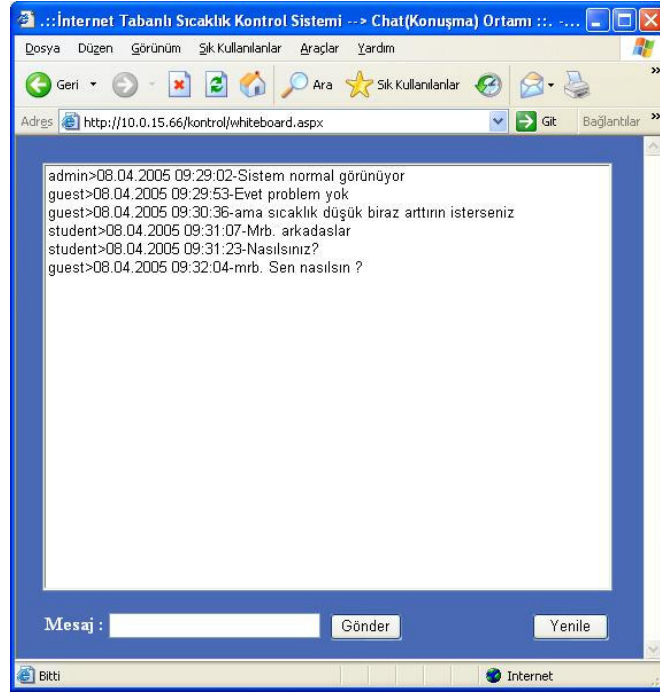 .::İnternet Tabanlı Sıcaklık Kontrol Sistemi --> Chat(Konuşma) Ortamı ::. -...
Dosya Düzen Görünüm Sık Kullanılanlar Araçlar Yardım
Geri Ara Sık Kullanılanlar »
Adres http://10.0.15.66/kontrol/whiteboard.aspx Git Bağlantılar »
admin>08.04.2005 09:29:02-Sistem normal görünüyor
guest>08.04.2005 09:29:53-Evet problem yok
guest>08.04.2005 09:30:36-ama sıcaklık düşük biraz arttırın isterseniz
student>08.04.2005 09:31:07-Mrb. arkadaslar
student>08.04.2005 09:31:23-Nasılsınız?
guest>08.04.2005 09:32:04-mrb. Sen nasılsın ?
Mesaj : Gönder Yenile
Bitti Internet